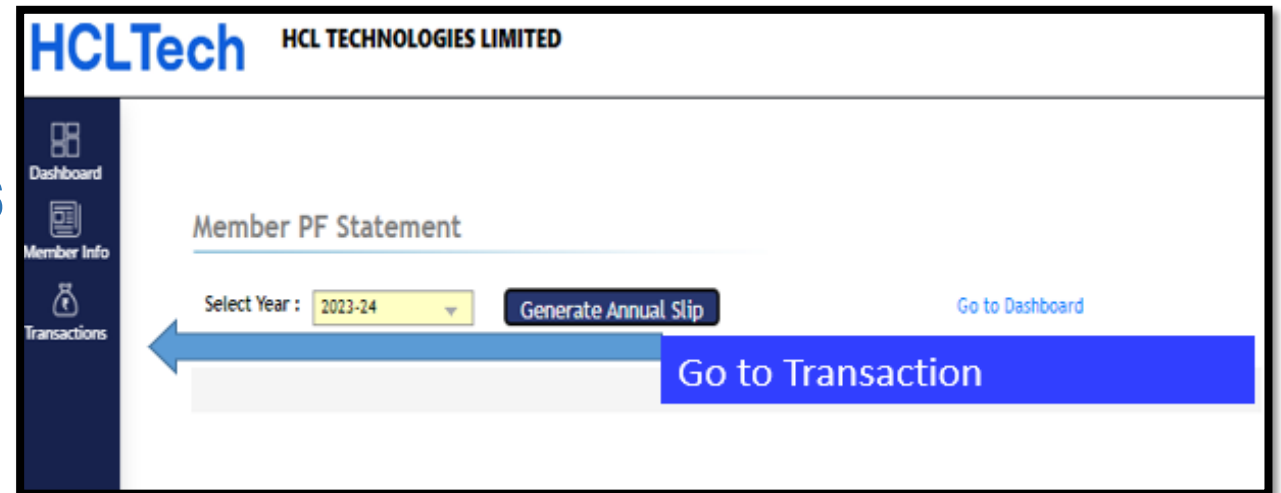 HCLTech HCL TECHNOLOGIES LIMITED
Dashboard
Member Info
Transactions
Member PF Statement
Select Year : 2023-24 Generate Annual Slip Go to Dashboard
Go to Transaction